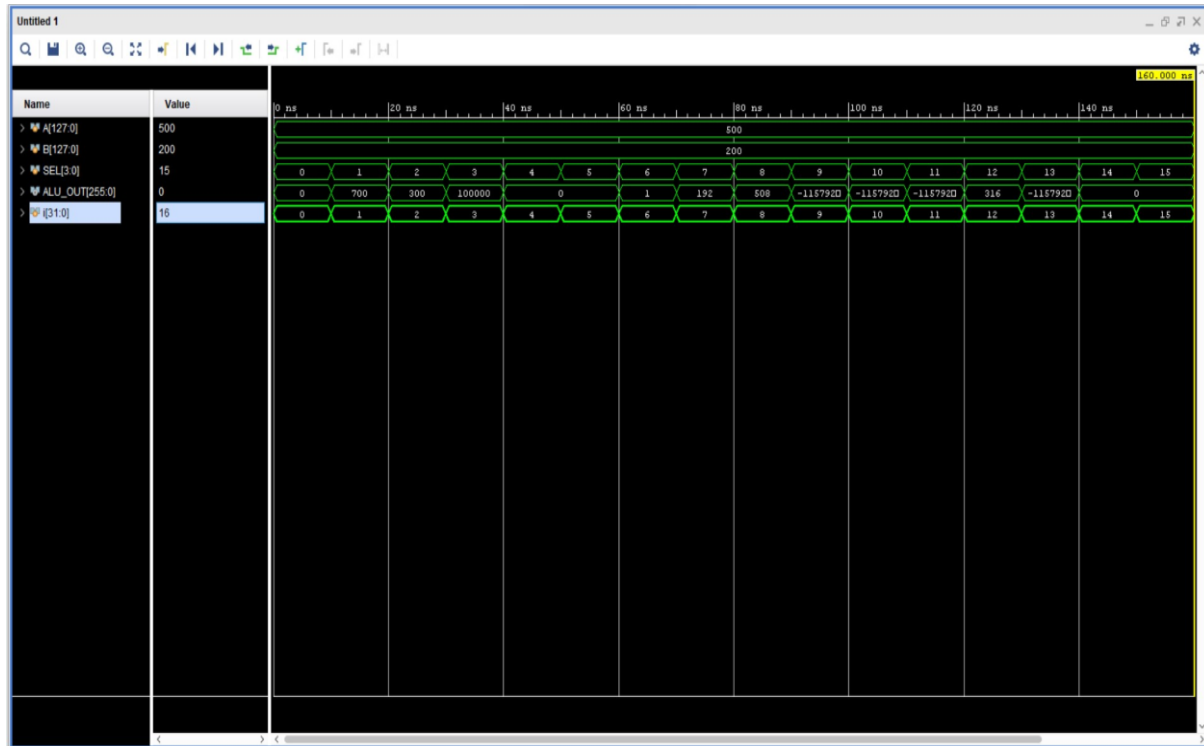 Untitled 1
160.000 ns
Name Value 0 ns 20 ns 40 ns 60 ns 80 ns 100 ns 120 ns 140 ns
A[127:0] 500 500
B[127:0] 200 200
SEL[3:0] 15 0 1 2 3 4 5 6 7 8 9 10 11 12 13 14 15
ALU_OUT[255:0] 0 0 700 300 100000 0 1 192 508 -115792 -115792 -115792 316 -115792 0
i[31:0] 16 0 1 2 3 4 5 6 7 8 9 10 11 12 13 14 15